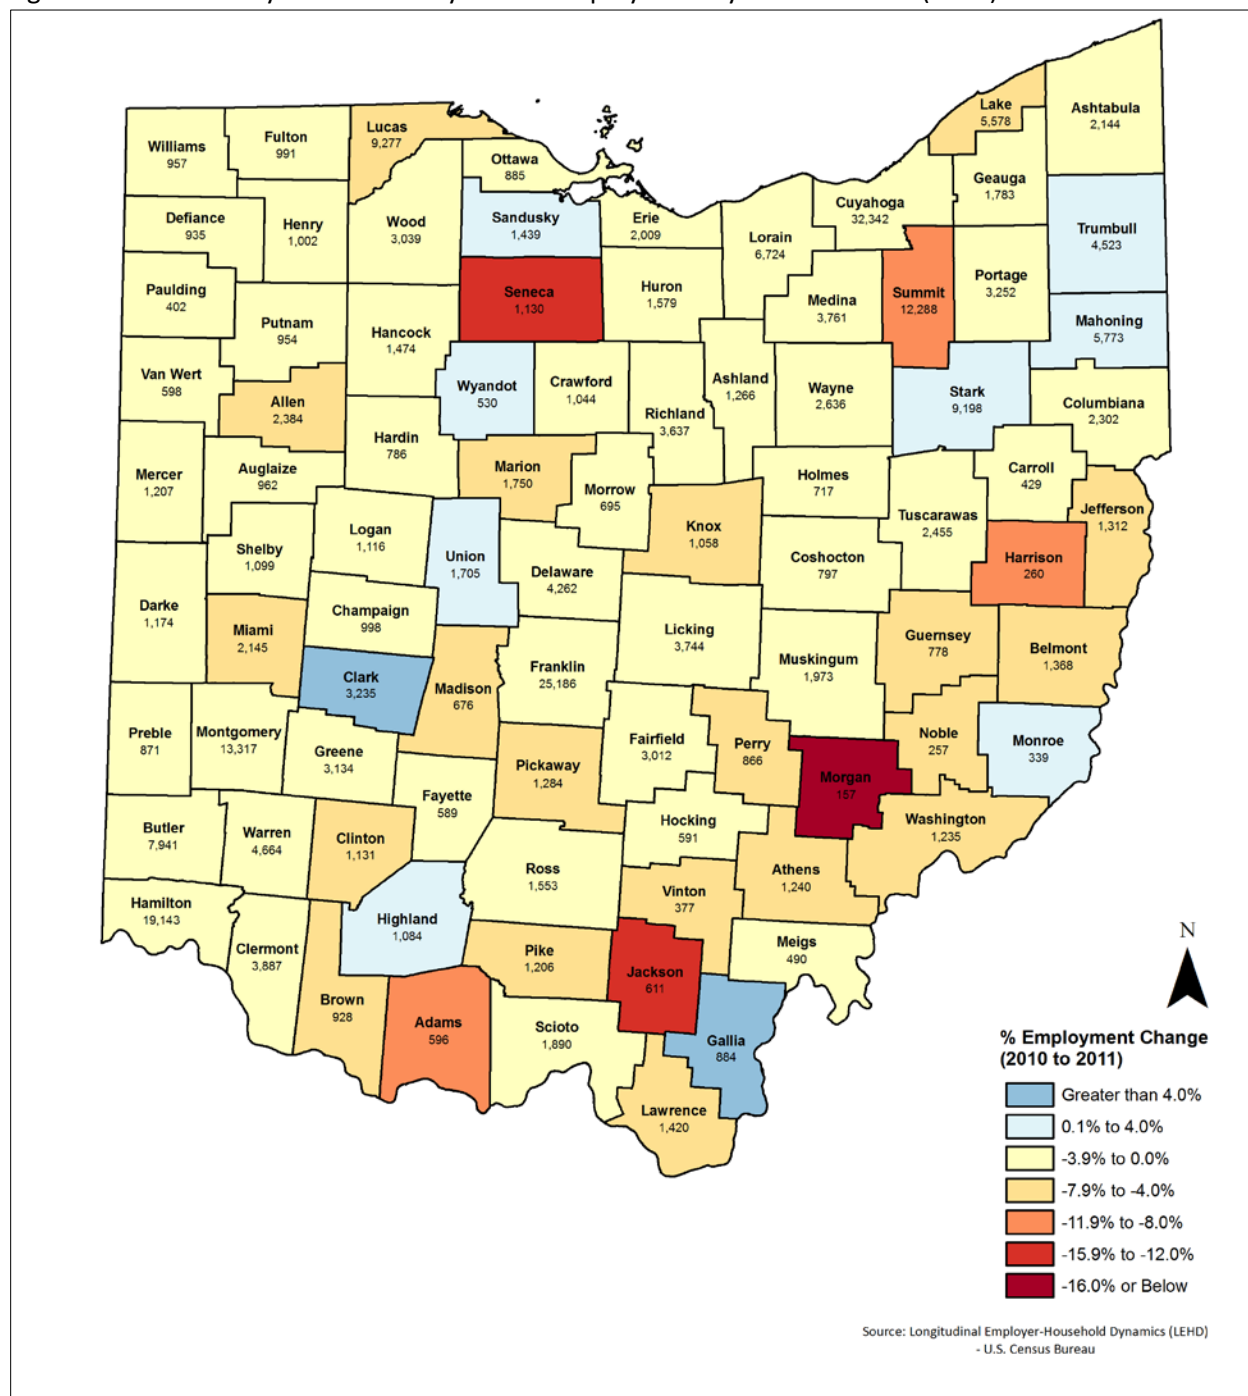 Lake
5,578
Ashtabula
2,144
Lucas
9,277
Fulton
991
Williams
957
Ottawa
885
Geauga
1,783
Cuyahoga
32,342
Sandusky
1,439
Erie
2,009
Defiance
935
Henry
1,002
Wood
3,039
Lorain
6,724
Trumbull
4,523
Portage
3,252
Paulding
402
Seneca
1,130
Huron
1,579
Medina
3,761
Summit
12,288
Putnam
954
Hancock
1,474
Mahoning
5,773
Van Wert
598
Allen
2,384
Wyandot
530
Crawford
1,044
Ashland
1,266
Wayne
2,636
Stark
9,198
Columbiana
2,302
Richland
3,637
Hardin
786
Mercer
1,207
Auglaize
962
Marion
1,750
Morrow
695
Holmes
717
Carroll
429
Jefferson
1,312
Tuscarawas
2,455
Knox
1,058
Logan
1,116
Shelby
1,099
Union
1,705
Delaware
4,262
Coshocton
797
Harrison
260
Darke
1,174
Champaign
998
Miami
2,145
Licking
3,744
Guernsey
778
Belmont
1,368
Muskingum
1,973
Franklin
25,186
Clark
3,235
Madison
676
Preble
871
Montgomery
13,317
Greene
3,134
Fairfield
3,012
Perry
866
Noble
257
Monroe
339
Pickaway
1,284
Morgan
157
Fayette
589
Hocking
591
Washington
1,235
Butler
7,941
Warren
4,664
Clinton
1,131
Ross
1,553
Athens
1,240
Vinton
377
Hamilton
19,143
Highland
1,084
Clermont
3,887
Pike
1,206
Meigs
490
Jackson
611
Brown
928
Adams
596
Scioto
1,890
Gallia
884
Lawrence
1,420
N
% Employment Change
(2010 to 2011)
Greater than 4.0%
0.1% to 4.0%
-3.9% to 0.0%
-7.9% to -4.0%
-11.9% to -8.0%
-15.9% to -12.0%
-16.0% or Below
Source: Longitudinal Employer-Household Dynamics (LEHD)
- U.S. Census Bureau